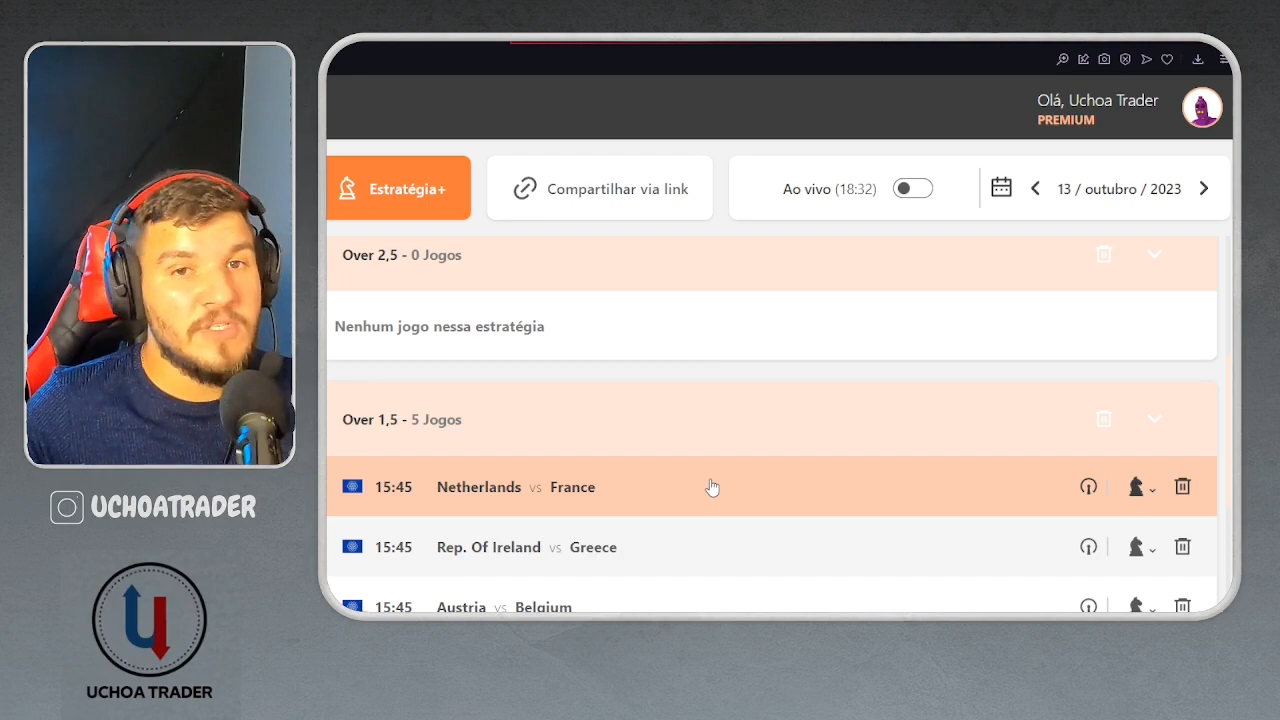 Olá, Uchoa Trader
PREMIUM
Estratégia+
Compartilhar via link
Ao vivo (18:32)
13 / outubro / 2023
Over 2,5 - 0 Jogos
Nenhum jogo nessa estratégia
Over 1,5 - 5 Jogos
15:45 Netherlands vs France
15:45 Rep. Of Ireland vs Greece
15:45 Austria vs Belgium
UCHOATRADER
U
UCHOA TRADER